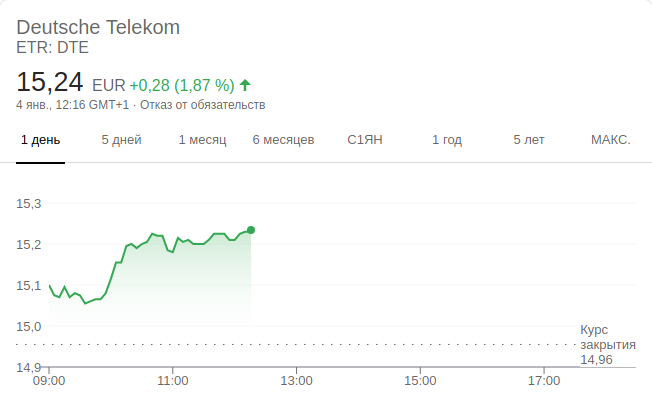 Deutsche Telekom
ETR: DTE
15,24 EUR +0,28 (1,87 %)
4 янв., 12:16 GMT+1 · Отказ от обязательств
1 день 5 дней 1 месяц 6 месяцев С1ЯН 1 год 5 лет МАКС.
15,3
15,2
15,1
15,0
Курс
закрытия
14,96
14,9
09:00 11:00 13:00 15:00 17:00